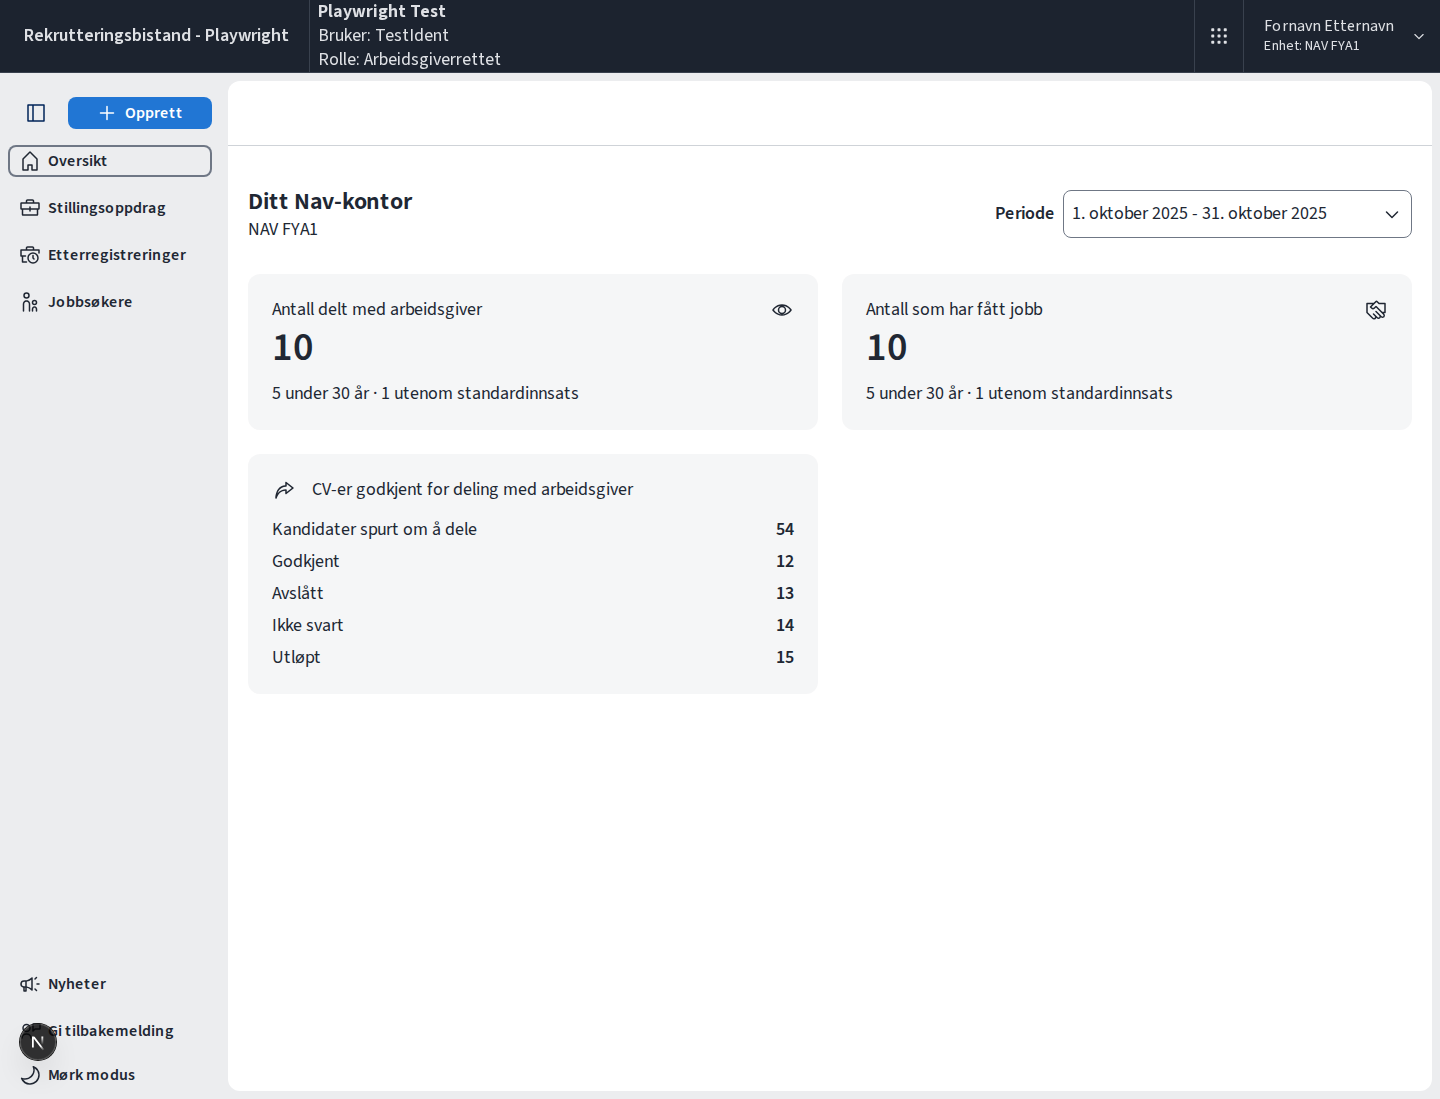 Rekrutteringsbistand - Playwright
Playwright Test
Bruker: TestIdent
Rolle: Arbeidsgiverrettet
Fornavn Etternavn
Enhet: NAV FYA1
Opprett
Oversikt
Stillingsoppdrag
Etterregistreringer
Jobbsøkere
Ditt Nav-kontor
NAV FYA1
Periode
1. oktober 2025 - 31. oktober 2025
Antall delt med arbeidsgiver
10
5 under 30 år · 1 utenom standardinnsats
Antall som har fått jobb
10
5 under 30 år · 1 utenom standardinnsats
CV-er godkjent for deling med arbeidsgiver
Kandidater spurt om å dele 54
Godkjent 12
Avslått 13
Ikke svart 14
Utløpt 15
Nyheter
Gi tilbakemelding
N
Mørk modus